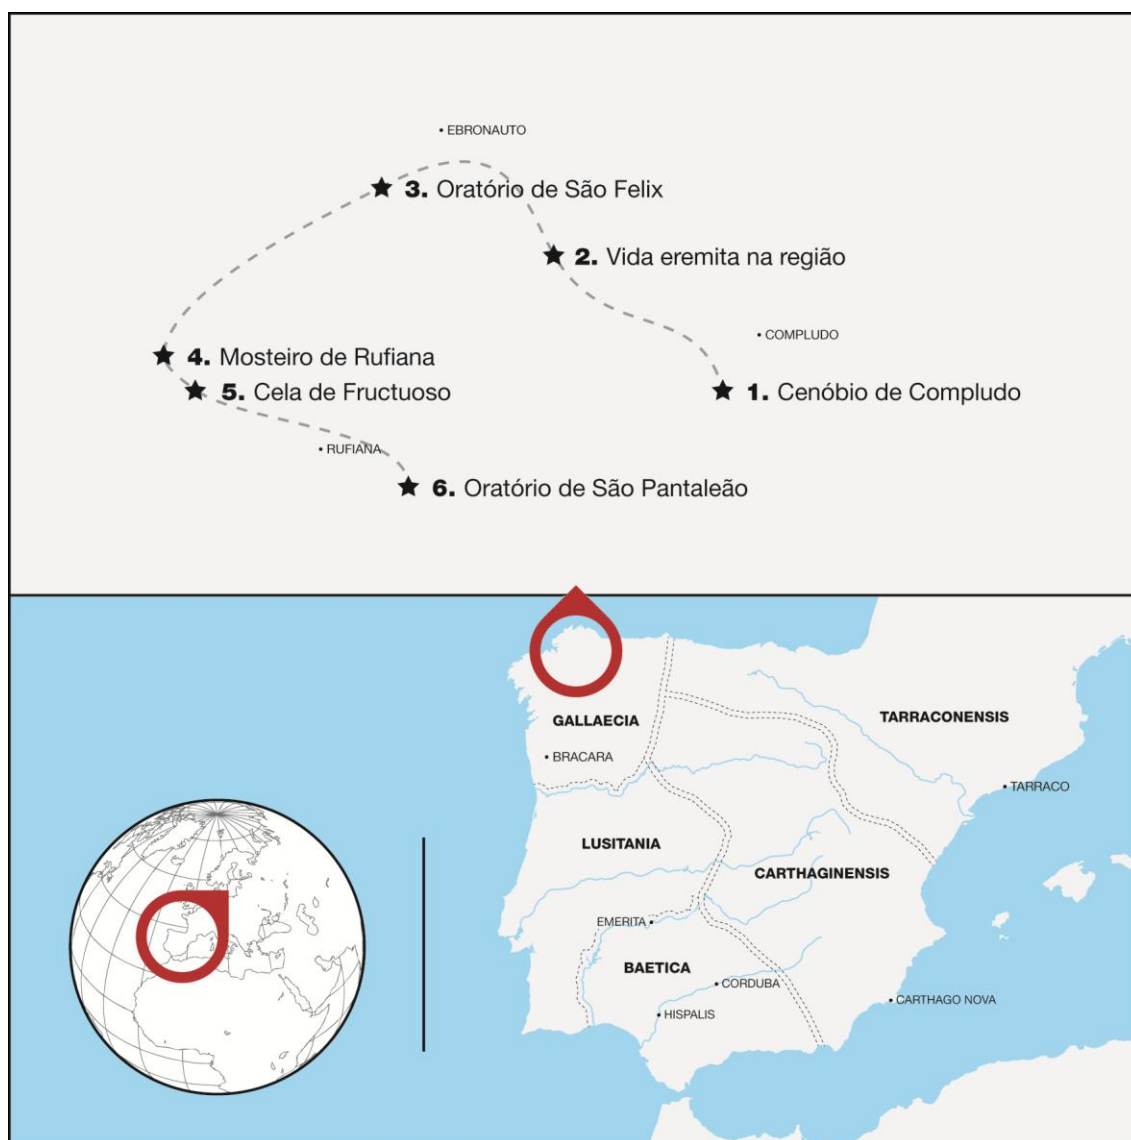 EBRONAUTO
3. Oratório de São Felix
2. Vida eremita na região
COMPLUDO
4. Mosteiro de Rufiana
5. Cela de Fructuoso
1. Cenóbio de Compludo
RUFIANA
6. Oratório de São Pantaleão
GALLAECIA
TARRACONENSIS
BRACARA
TARRACO
LUSITANIA
CARTHAGINENSIS
EMERITA
BAETICA
CORDUBA
CARTHAGO NOVA
HISPALIS